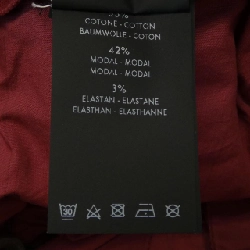 COTONE - COTTON
BAUMWOLLE - COTON
42%
MODAL - MODAL
MODAL - MODAL
3%
ELASTAN - ELASTANE
ELASTHAN - ELASTHANNE
30